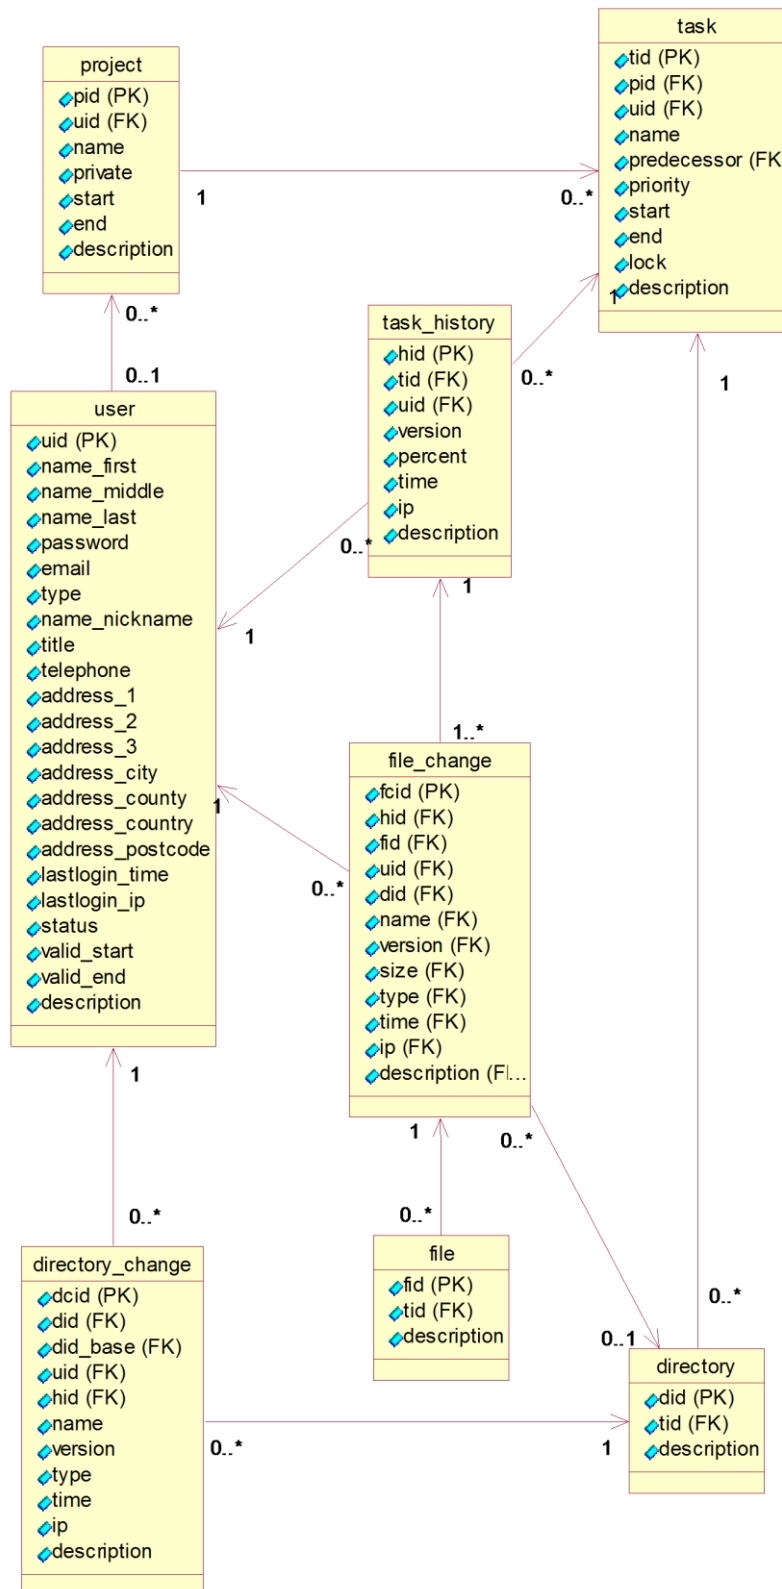 project
pid (PK)
uid (FK)
name
private
start
end
description
1
0..*
task
tid (PK)
pid (FK)
uid (FK)
name
predecessor (FK
priority
start
end
lock
description
1
0..*
0..1
task_history
hid (PK)
tid (FK)
uid (FK)
version
percent
time
ip
description
0..*
1
0..*
1
user
uid (PK)
name_first
name_middle
name_last
password
email
type
name_nickname
title
telephone
address_1
address_2
address_3
address_city
address_county
address_country
address_postcode
lastlogin_time
lastlogin_ip
status
valid_start
valid_end
description
1
1
1..*
file_change
fcid (PK)
hid (FK)
fid (FK)
uid (FK)
did (FK)
name (FK)
version (FK)
size (FK)
type (FK)
time (FK)
ip (FK)
description (FI...
0..*
1
0..*
1
0..*
directory_change
dcid (PK)
did (FK)
did_base (FK)
uid (FK)
hid (FK)
name
version
type
time
ip
description
0..*
file
fid (PK)
tid (FK)
description
0..*
0..1
directory
did (PK)
tid (FK)
description
0..*
1